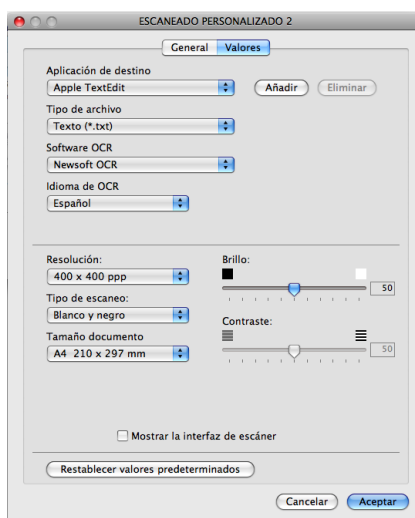 ESCANEADO PERSONALIZADO 2
General Valores
Aplicación de destino
Apple TextEdit Añadir Eliminar
Tipo de archivo
Texto (*.txt)
Software OCR
Newsoft OCR
Idioma de OCR
Español
Resolución: Brillo:
400 x 400 ppp 50
Tipo de escaneo:
Blanco y negro Contraste:
Tamaño documento
A4 210 x 297 mm 50
Mostrar la interfaz de escáner
Restablecer valores predeterminados
Cancelar Aceptar